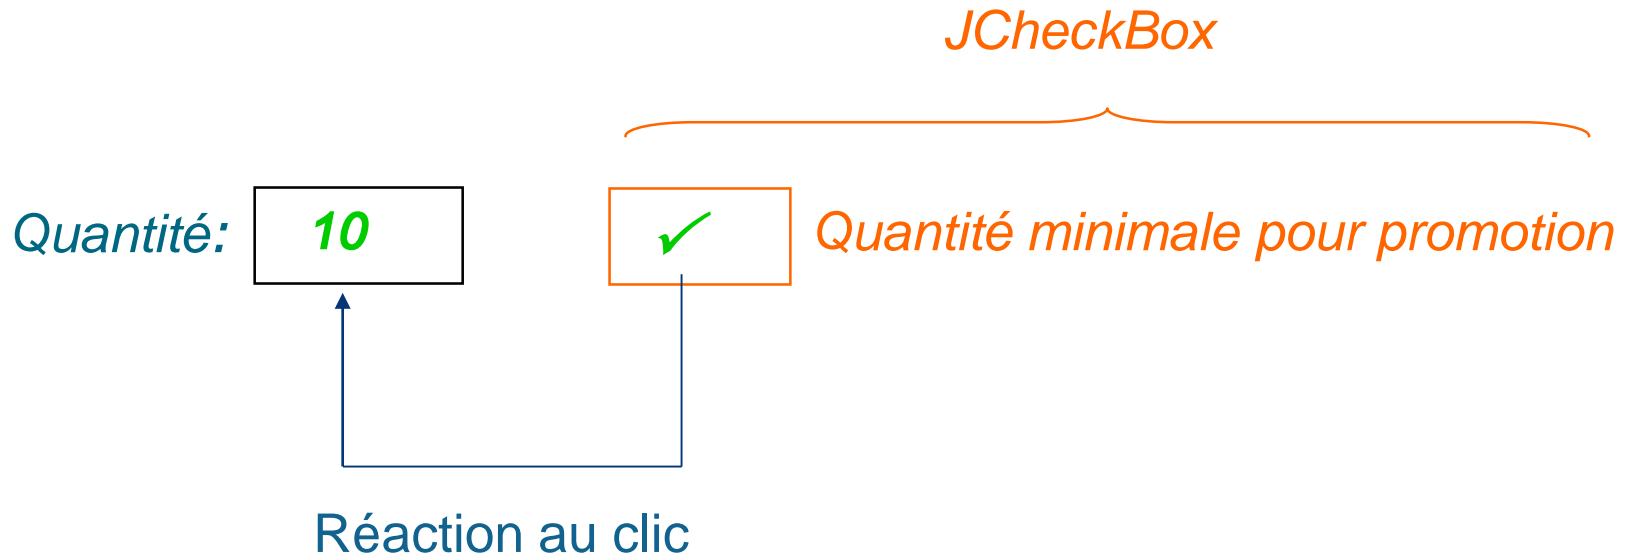 JCheckBox
Quantité: 10 ✓ Quantité minimale pour promotion
Réaction au clic